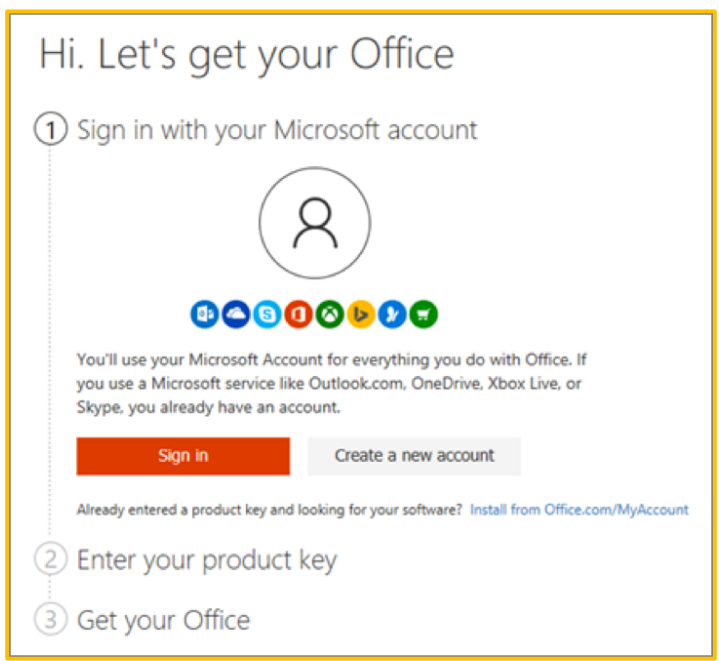 Hi. Let's get your Office
1 Sign in with your Microsoft account
You'll use your Microsoft Account for everything you do with Office. If
you use a Microsoft service like Outlook.com, OneDrive, Xbox Live, or
Skype, you already have an account.
Sign in Create a new account
Already entered a product key and looking for your software? Install from Office.com/MyAccount
2 Enter your product key
3 Get your Office